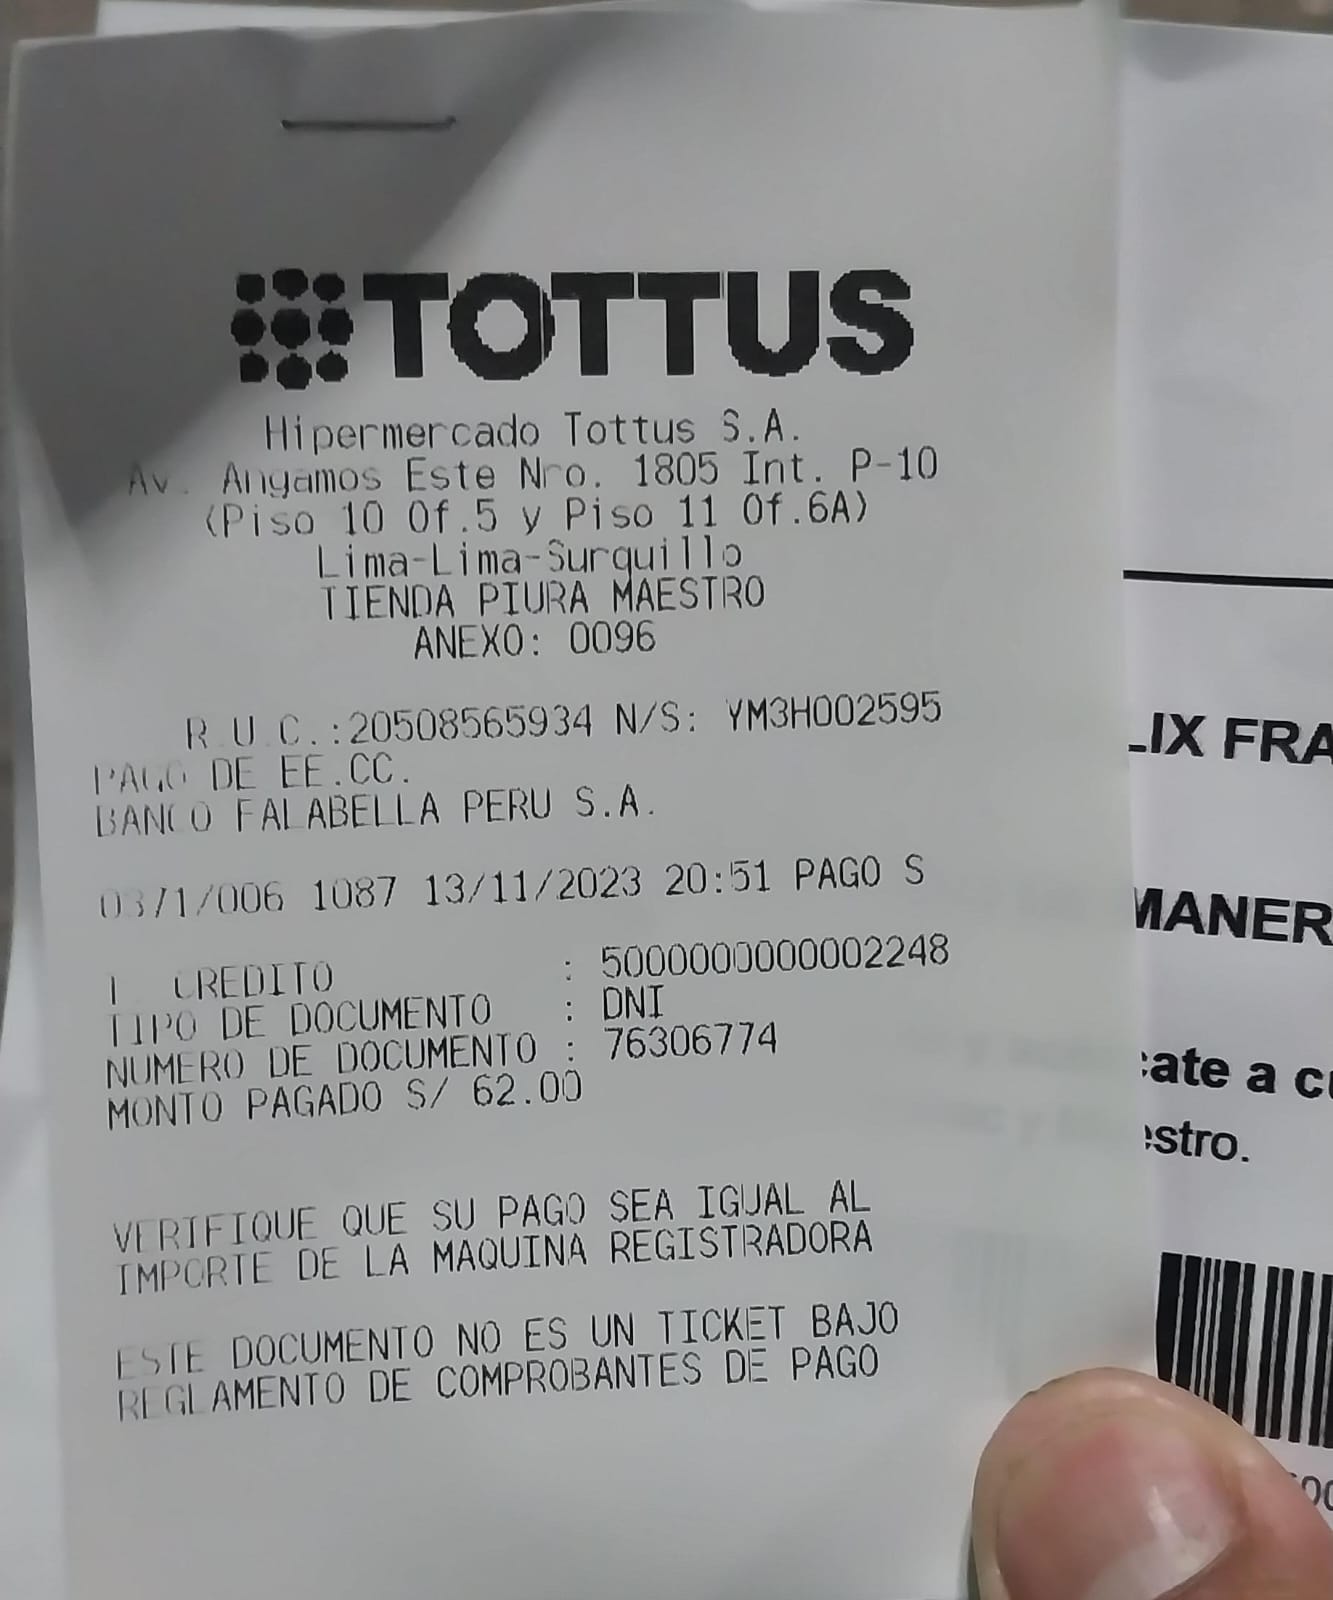 TOTTUS
Hipermercado Tottus S.A.
Av. Angamos Este Nro. 1805 Int. P-10
(Piso 10 Of.5 y Piso 11 Of.6A)
Lima-Lima-Surquillo
TIENDA PIURA MAESTRO
ANEXO: 0096
R.U.C.:20508565934 N/S: YM3H002595
PAGO DE EE.CC.
BANCO FALABELLA PERU S.A.
03/1/006 1087 13/11/2023 20:51 PAGO S
CREDITO : 5000000000002248
TIPO DE DOCUMENTO : DNI
NUMERO DE DOCUMENTO : 76306774
MONTO PAGADO S/ 62.00
VERIFIQUE QUE SU PAGO SEA IGUAL AL
IMPORTE DE LA MAQUINA REGISTRADORA
ESTE DOCUMENTO NO ES UN TICKET BAJO
REGLAMENTO DE COMPROBANTES DE PAGO
LIX FRA
MANER
ate a cu
estro.